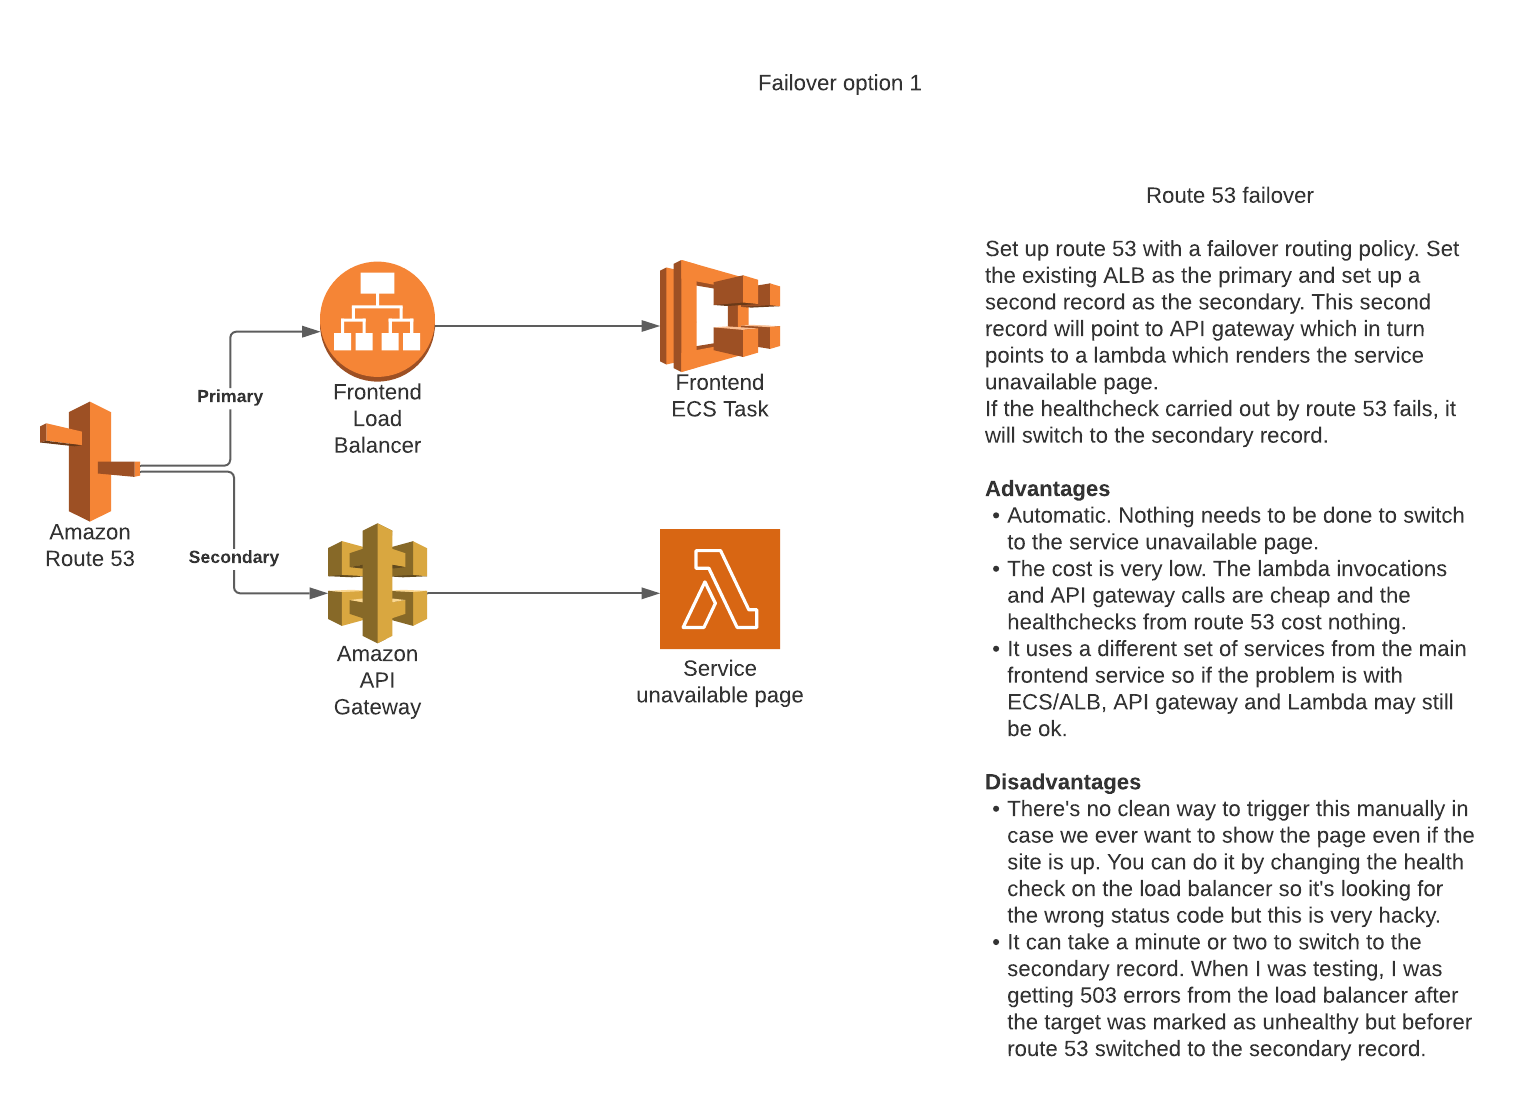 Failover option 1
Primary
Secondary
Amazon
Route 53
Frontend
Load
Balancer
Frontend
ECS Task
Amazon
API
Gateway
Service
unavailable page
Route 53 failover
Set up route 53 with a failover routing policy. Set
the existing ALB as the primary and set up a
second record as the secondary. This second
record will point to API gateway which in turn
points to a lambda which renders the service
unavailable page.
If the healthcheck carried out by route 53 fails, it
will switch to the secondary record.
Advantages
• Automatic. Nothing needs to be done to switch
to the service unavailable page.
• The cost is very low. The lambda invocations
and API gateway calls are cheap and the
healthchecks from route 53 cost nothing.
• It uses a different set of services from the main
frontend service so if the problem is with
ECS/ALB, API gateway and Lambda may still
be ok.
Disadvantages
• There's no clean way to trigger this manually in
case we ever want to show the page even if the
site is up. You can do it by changing the health
check on the load balancer so it's looking for
the wrong status code but this is very hacky.
• It can take a minute or two to switch to the
secondary record. When I was testing, I was
getting 503 errors from the load balancer after
the target was marked as unhealthy but beforer
route 53 switched to the secondary record.